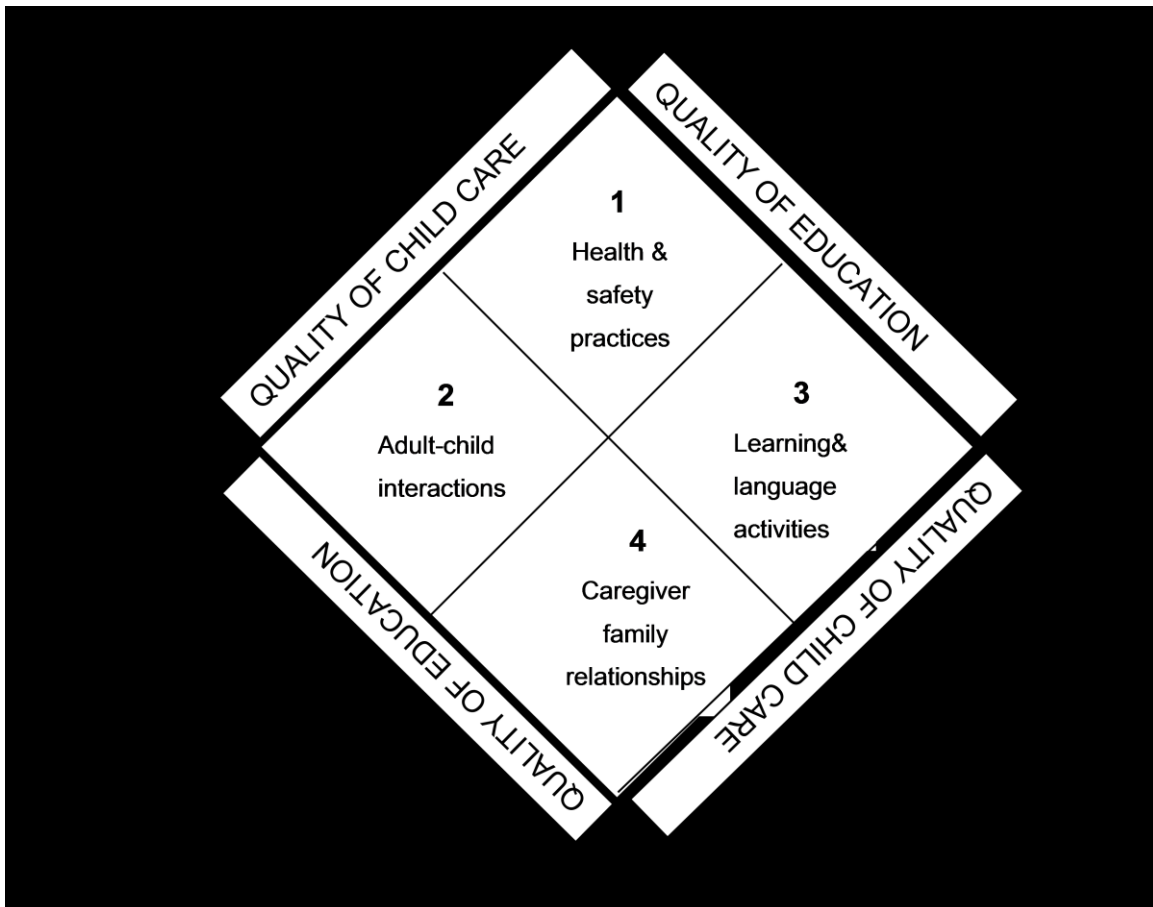 QUALITY OF CHILD CARE
QUALITY OF EDUCATION
1
Health &
safety
practices
2
Adult-child
interactions
3
Learning&
language
activities
4
Caregiver
family
relationships
QUALITY OF EDUCATION
QUALITY OF CHILD CARE